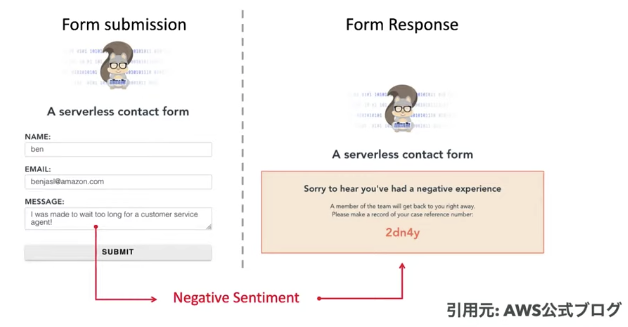 Form submission
A serverless contact form
NAME:
ben
EMAIL:
benjasl@amazon.com
MESSAGE:
I was made to wait too long for a customer service
agent!
SUBMIT
Form Response
A serverless contact form
Sorry to hear you've had a negative experience
A member of the team will get back to you right away.
Please make a record of your case reference number:
2dn4y
Negative Sentiment
引用元: AWS公式ブログ